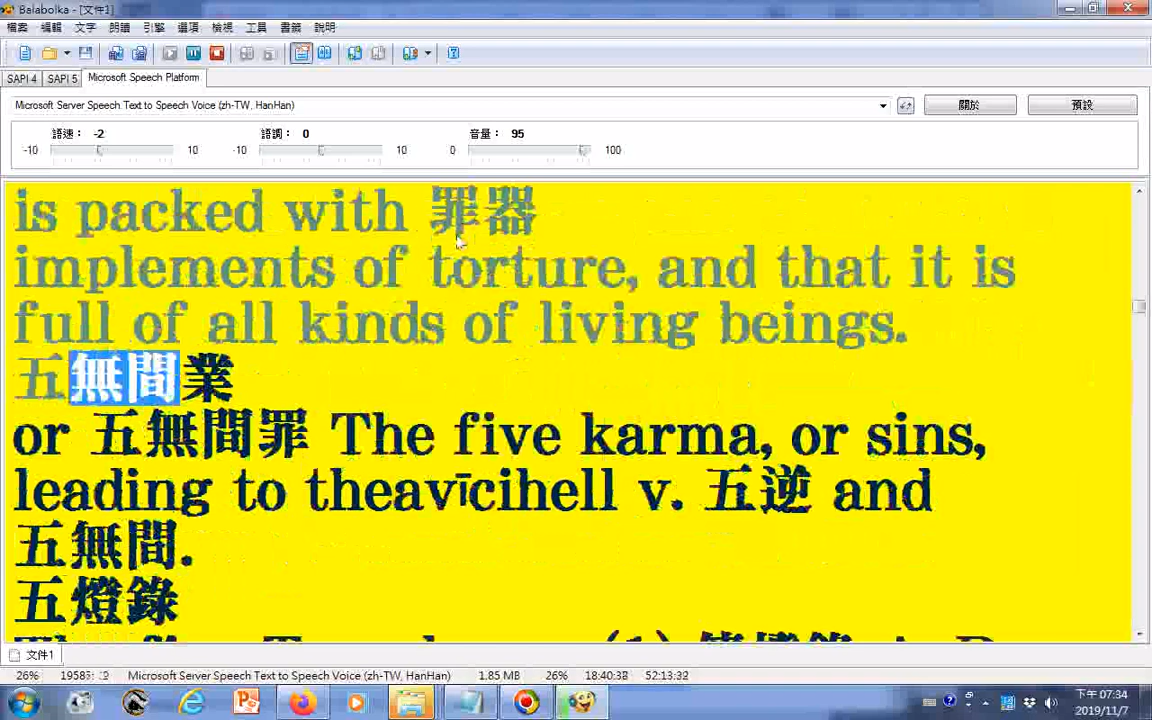 Balabolka - [文件1]
檔案 編輯 文字 朗讀 引擎 選項 檢視 工具 書籤 說明
SAPI 4 SAPI 5 Microsoft Speech Platform
Microsoft Server Speech Text to Speech Voice (zh-TW, HanHan) 關於 預設
語速： -2 語調： 0 音量： 95
-10 10 -10 10 0 100
is packed with 罪器
implements of torture, and that it is
full of all kinds of living beings.
五無間業
or 五無間罪 The five karma, or sins,
leading to theavīcihell v. 五逆 and
五無間.
五燈錄
文件1
26% Microsoft Server Speech Text to Speech Voice (zh-TW, HanHan) 1.85 MB 26% 18:40:38 52:13:32
下午 07:34
2019/11/7